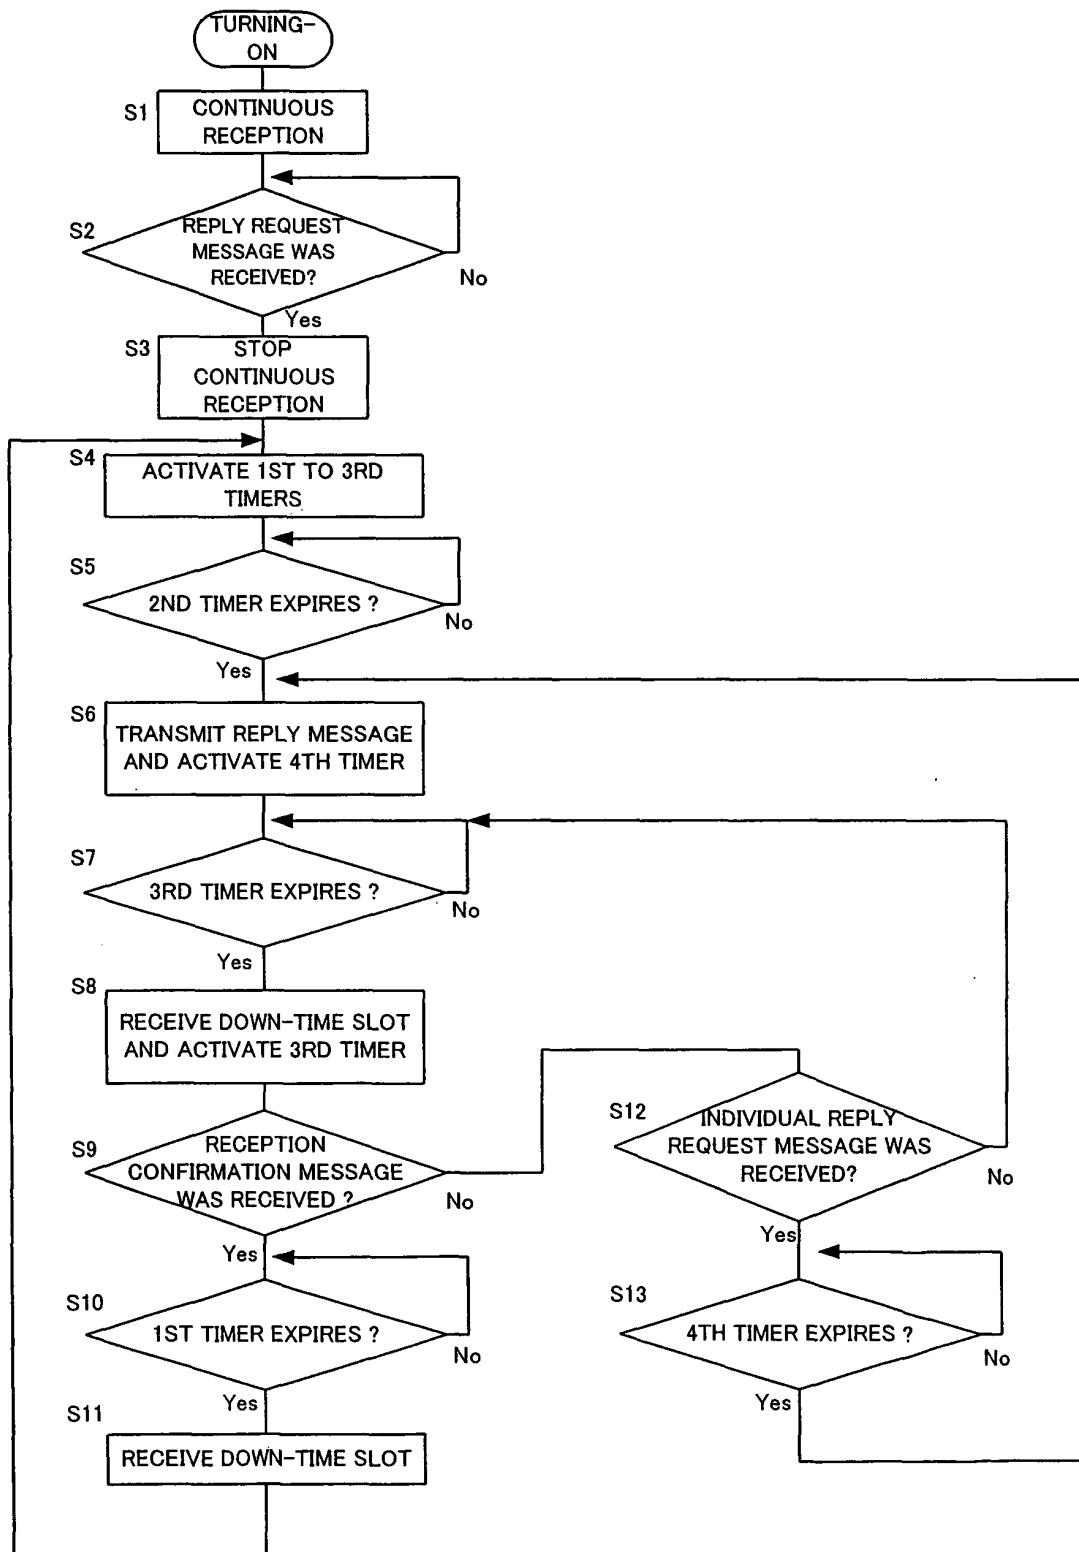 TURNING-
ON
S1
CONTINUOUS
RECEPTION
S2
REPLY REQUEST
MESSAGE WAS
RECEIVED?
No
Yes
S3
STOP
CONTINUOUS
RECEPTION
S4
ACTIVATE 1ST TO 3RD
TIMERS
S5
2ND TIMER EXPIRES ?
No
Yes
S6
TRANSMIT REPLY MESSAGE
AND ACTIVATE 4TH TIMER
S7
3RD TIMER EXPIRES ?
No
Yes
S8
RECEIVE DOWN-TIME SLOT
AND ACTIVATE 3RD TIMER
S9
RECEPTION
CONFIRMATION MESSAGE
WAS RECEIVED ?
No
Yes
S10
1ST TIMER EXPIRES ?
No
Yes
S11
RECEIVE DOWN-TIME SLOT
S12
INDIVIDUAL REPLY
REQUEST MESSAGE WAS
RECEIVED?
No
Yes
S13
4TH TIMER EXPIRES ?
No
Yes